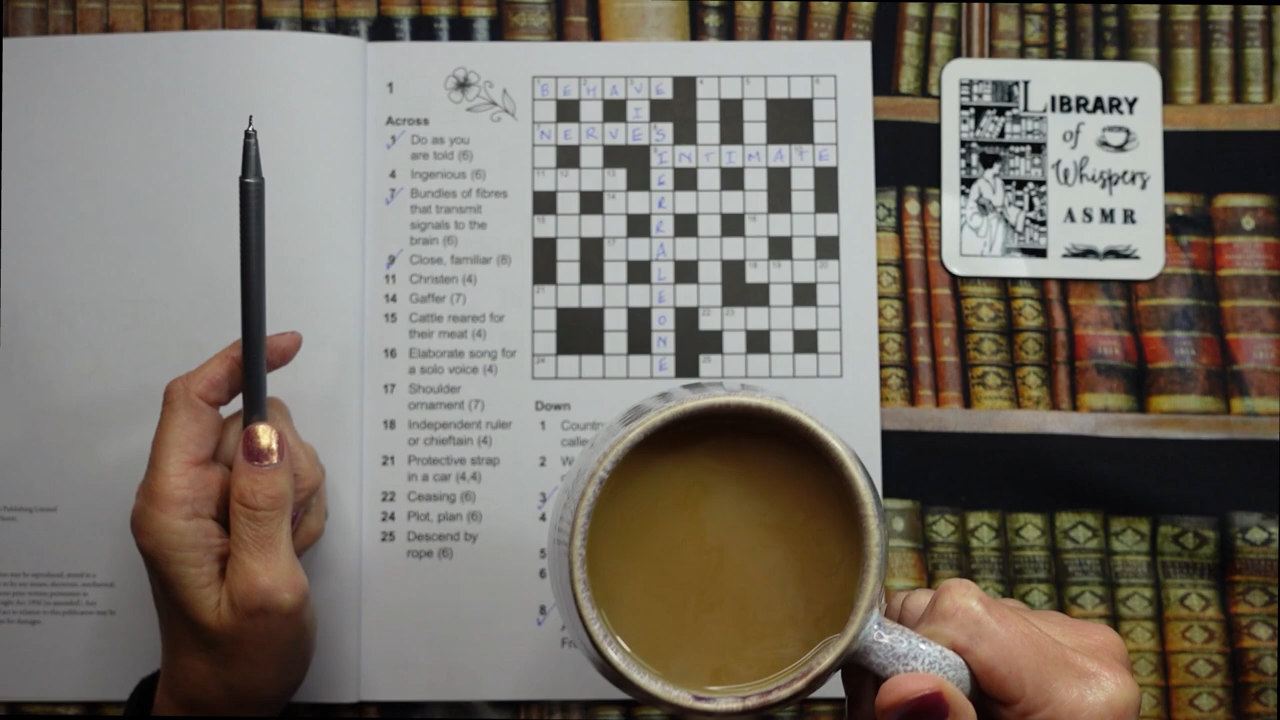 1
Across
1 Do as you
are told (6)
4 Ingenious (6)
7 Bundles of fibres
that transmit
signals to the
brain (6)
9 Close, familiar (8)
11 Christen (4)
14 Gaffer (7)
15 Cattle reared for
their meat (4)
16 Elaborate song for
a solo voice (4)
17 Shoulder
ornament (7)
18 Independent ruler
or chieftain (4)
21 Protective strap
in a car (4,4)
22 Ceasing (6)
24 Plot, plan (6)
25 Descend by
rope (6)
BEHAVE
I
NERVES
INTIMATE
E
R
R
A
L
E
O
N
E
Down
1
2
3
4
5
6
8
LIBRARY
of
Whispers
ASMR